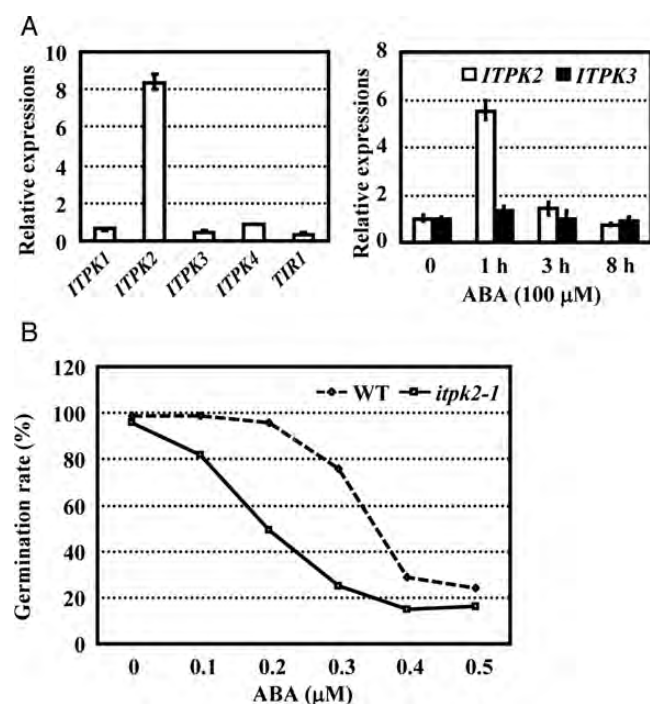 A
Relative expressions
10
8
6
4
2
0
ITPK1
ITPK2
ITPK3
ITPK4
TIR1
Relative expressions
8
6
4
2
0
ITPK2 ITPK3
0 1 h 3 h 8 h
ABA (100 μM)
B
Germination rate (%)
120
100
80
60
40
20
0
WT itpk2-1
0 0.1 0.2 0.3 0.4 0.5
ABA (μM)